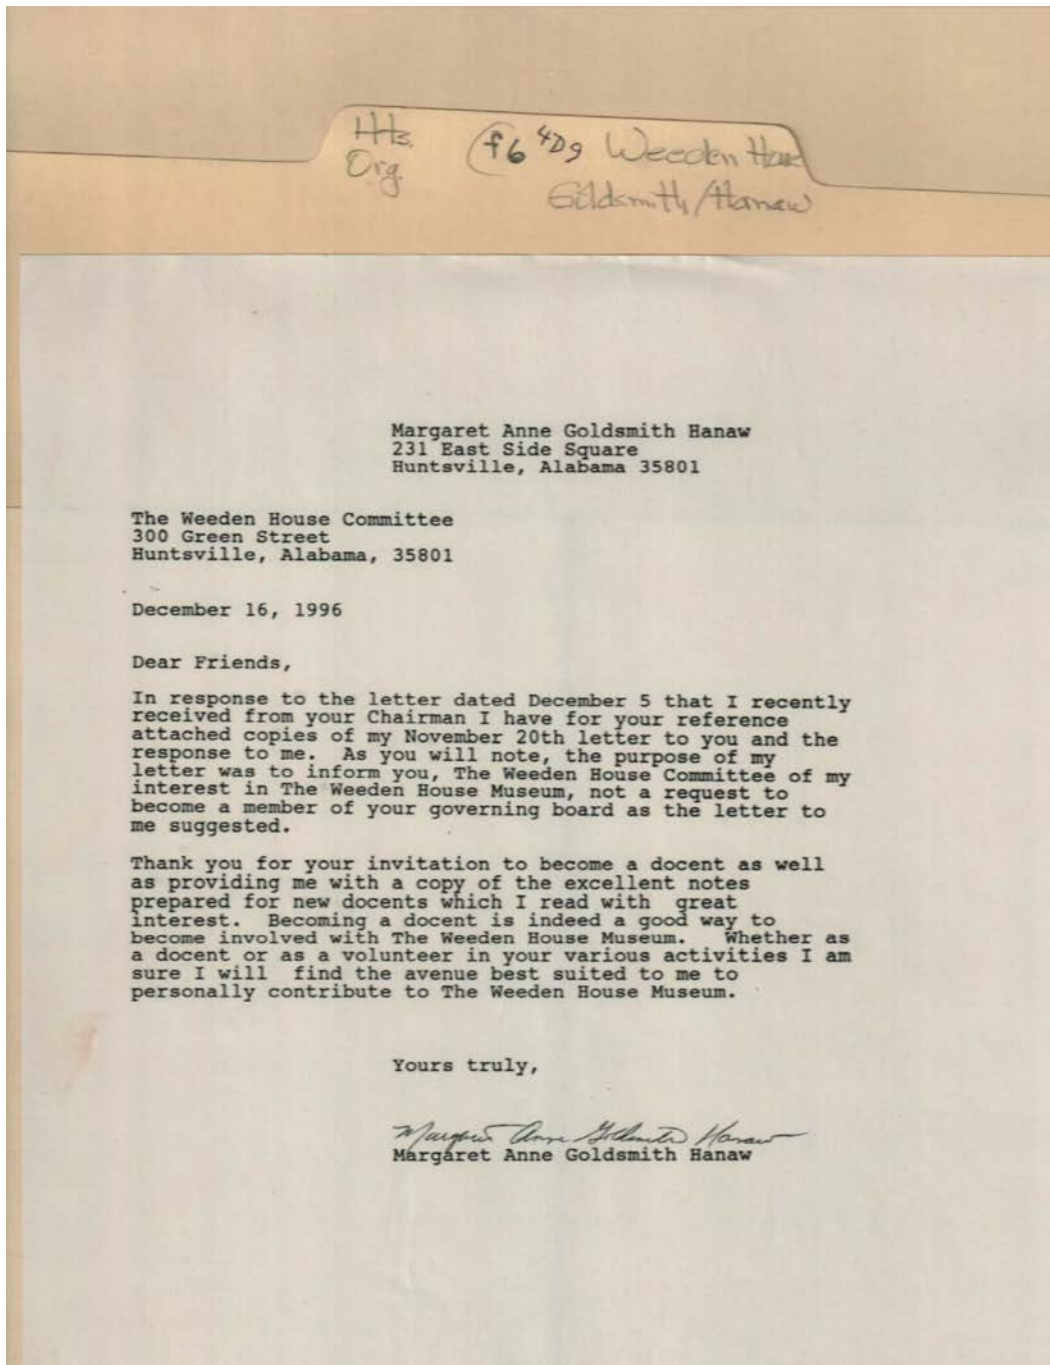 Hts.
Org.
f6 4D9 Weeden
Goldsmith/Hanaw
Margaret Anne Goldsmith Hanaw
231 East Side Square
Huntsville, Alabama 35801
The Weeden House Committee
300 Green Street
Huntsville, Alabama, 35801
December 16, 1996
Dear Friends,
In response to the letter dated December 5 that I recently
received from your Chairman I have for your reference
attached copies of my November 20th letter to you and the
response to me. As you will note, the purpose of my
letter was to inform you, The Weeden House Committee of my
interest in The Weeden House Museum, not a request to
become a member of your governing board as the letter to
me suggested.
Thank you for your invitation to become a docent as well
as providing me with a copy of the excellent notes
prepared for new docents which I read with great
interest. Becoming a docent is indeed a good way to
become involved with The Weeden House Museum. Whether as
a docent or as a volunteer in your various activities I am
sure I will find the avenue best suited to me to
personally contribute to The Weeden House Museum.
Yours truly,
Margaret Anne Goldsmith Hanaw
Margaret Anne Goldsmith Hanaw